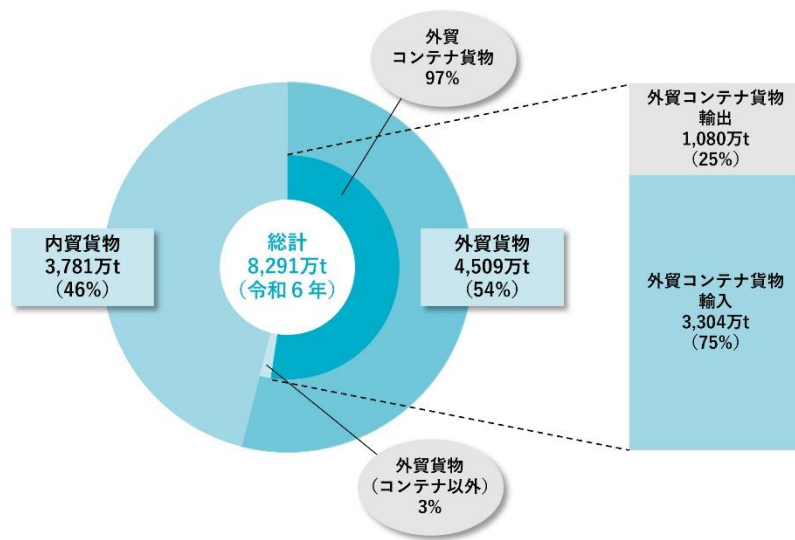 外貿
コンテナ貨物
97%
外貿コンテナ貨物
輸出
1,080万t
(25%)
内貿貨物
3,781万t
(46%)
総計
8,291万t
(令和6年)
外貿貨物
4,509万t
(54%)
外貿コンテナ貨物
輸入
3,304万t
(75%)
外貿貨物
(コンテナ以外)
3%